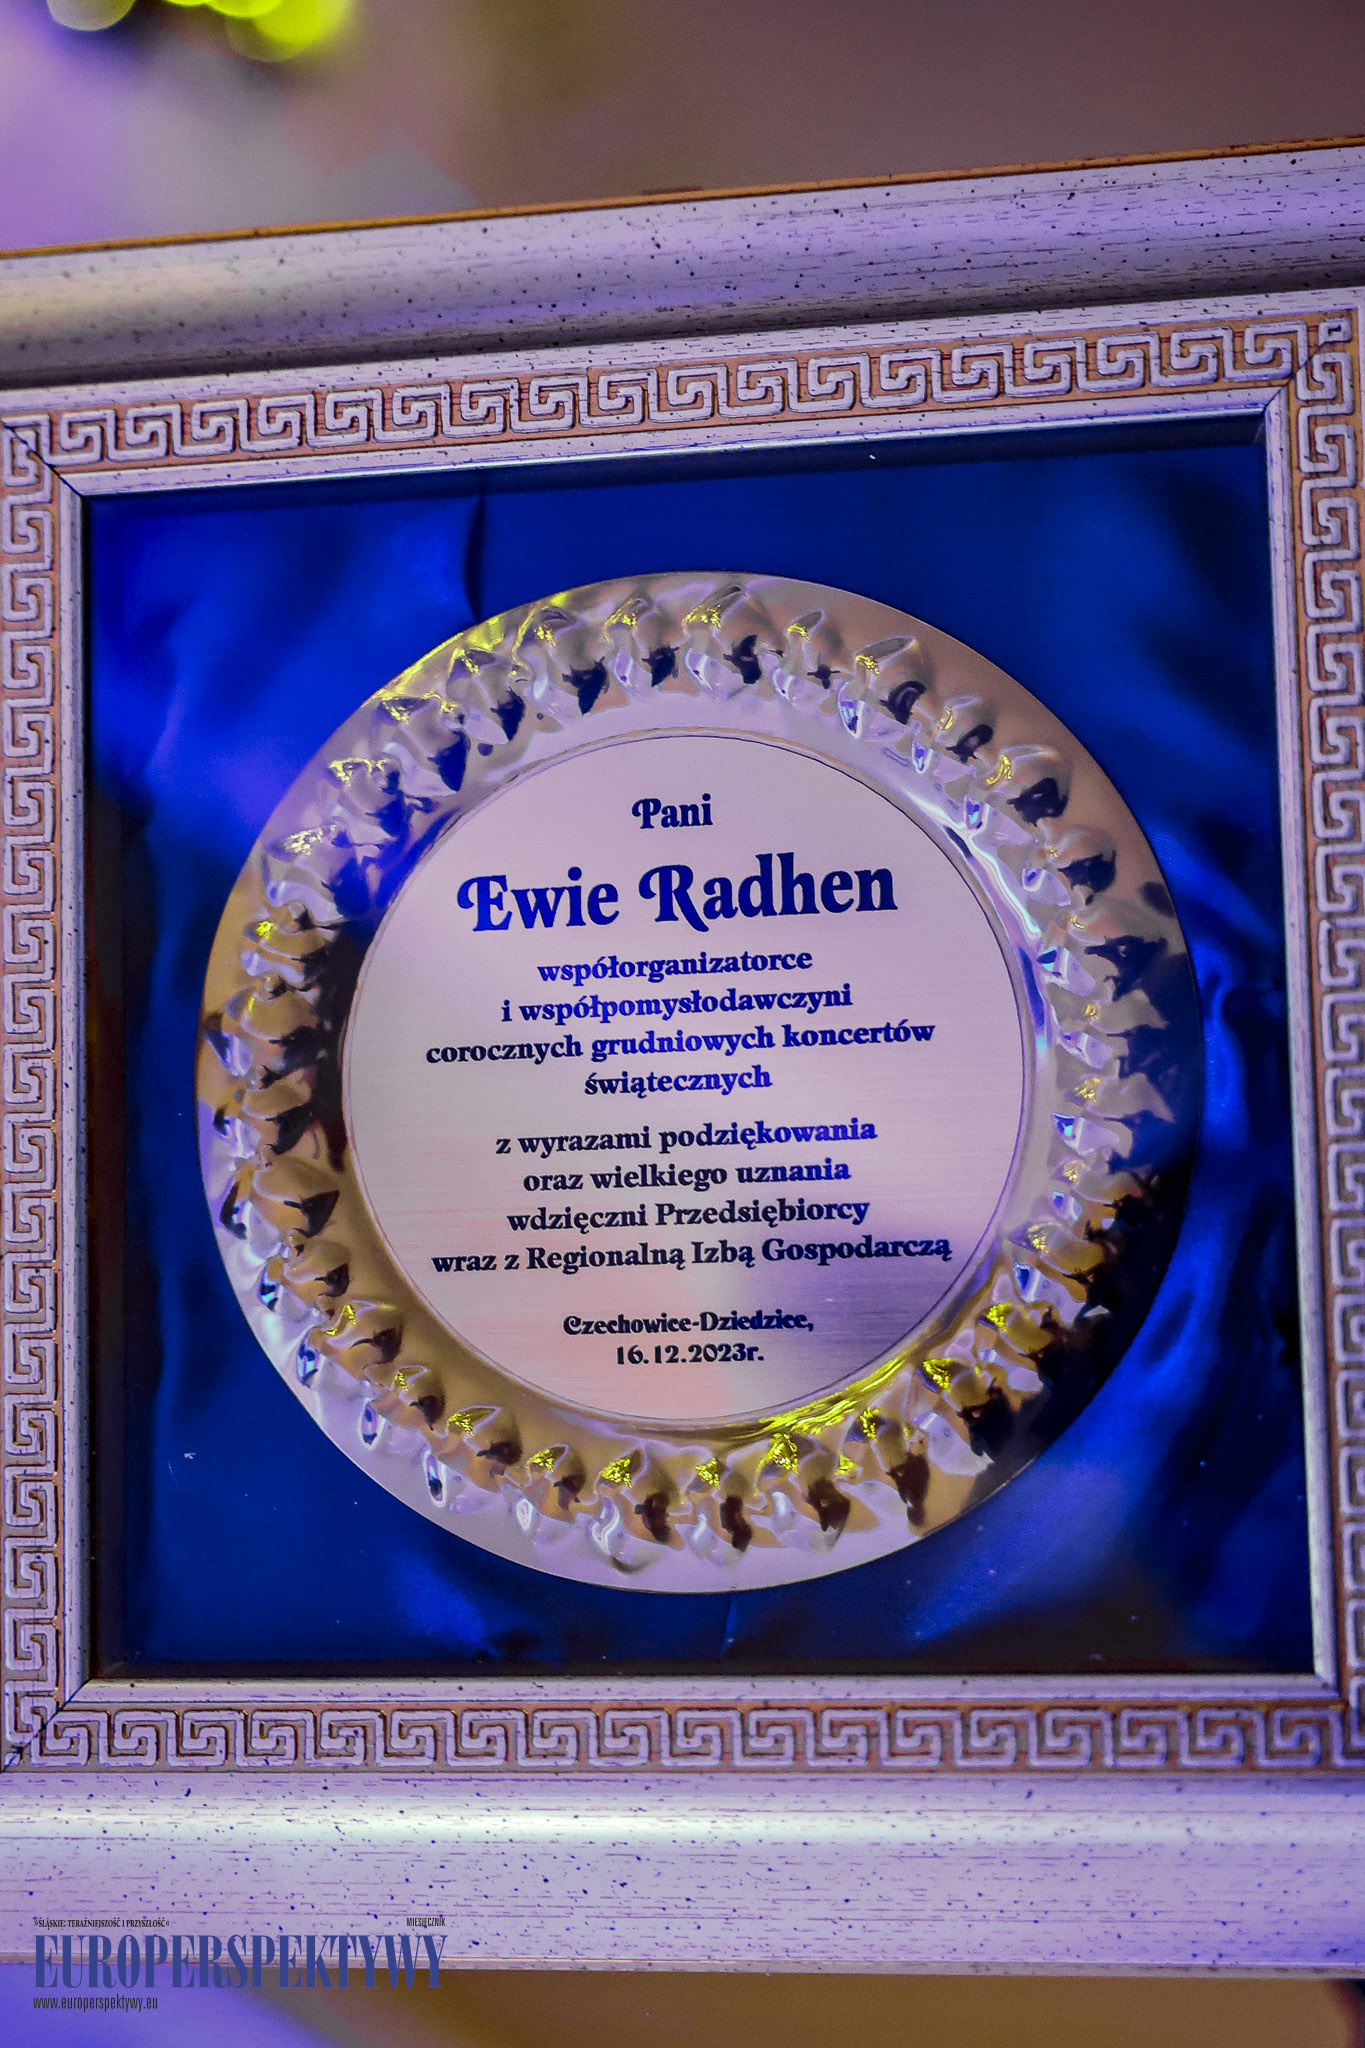 Pani
Ewie Radhen
współorganizatorce
i współpomysłodawczyni
corocznych grudniowych koncertów
świątecznych
z wyrazami podziękowania
oraz wielkiego uznania
wdzięczni Przedsiębiorcy
wraz z Regionalną Izbą Gospodarczą
Czechowice-Dziedzice,
16.12.2023r.
»ŚLĄSKIE: TERAŹNIEJSZOŚĆ I PRZYSZŁOŚĆ« MIESIĘCZNIK
EUROPERSPEKTYWY
www.europerspektywy.eu